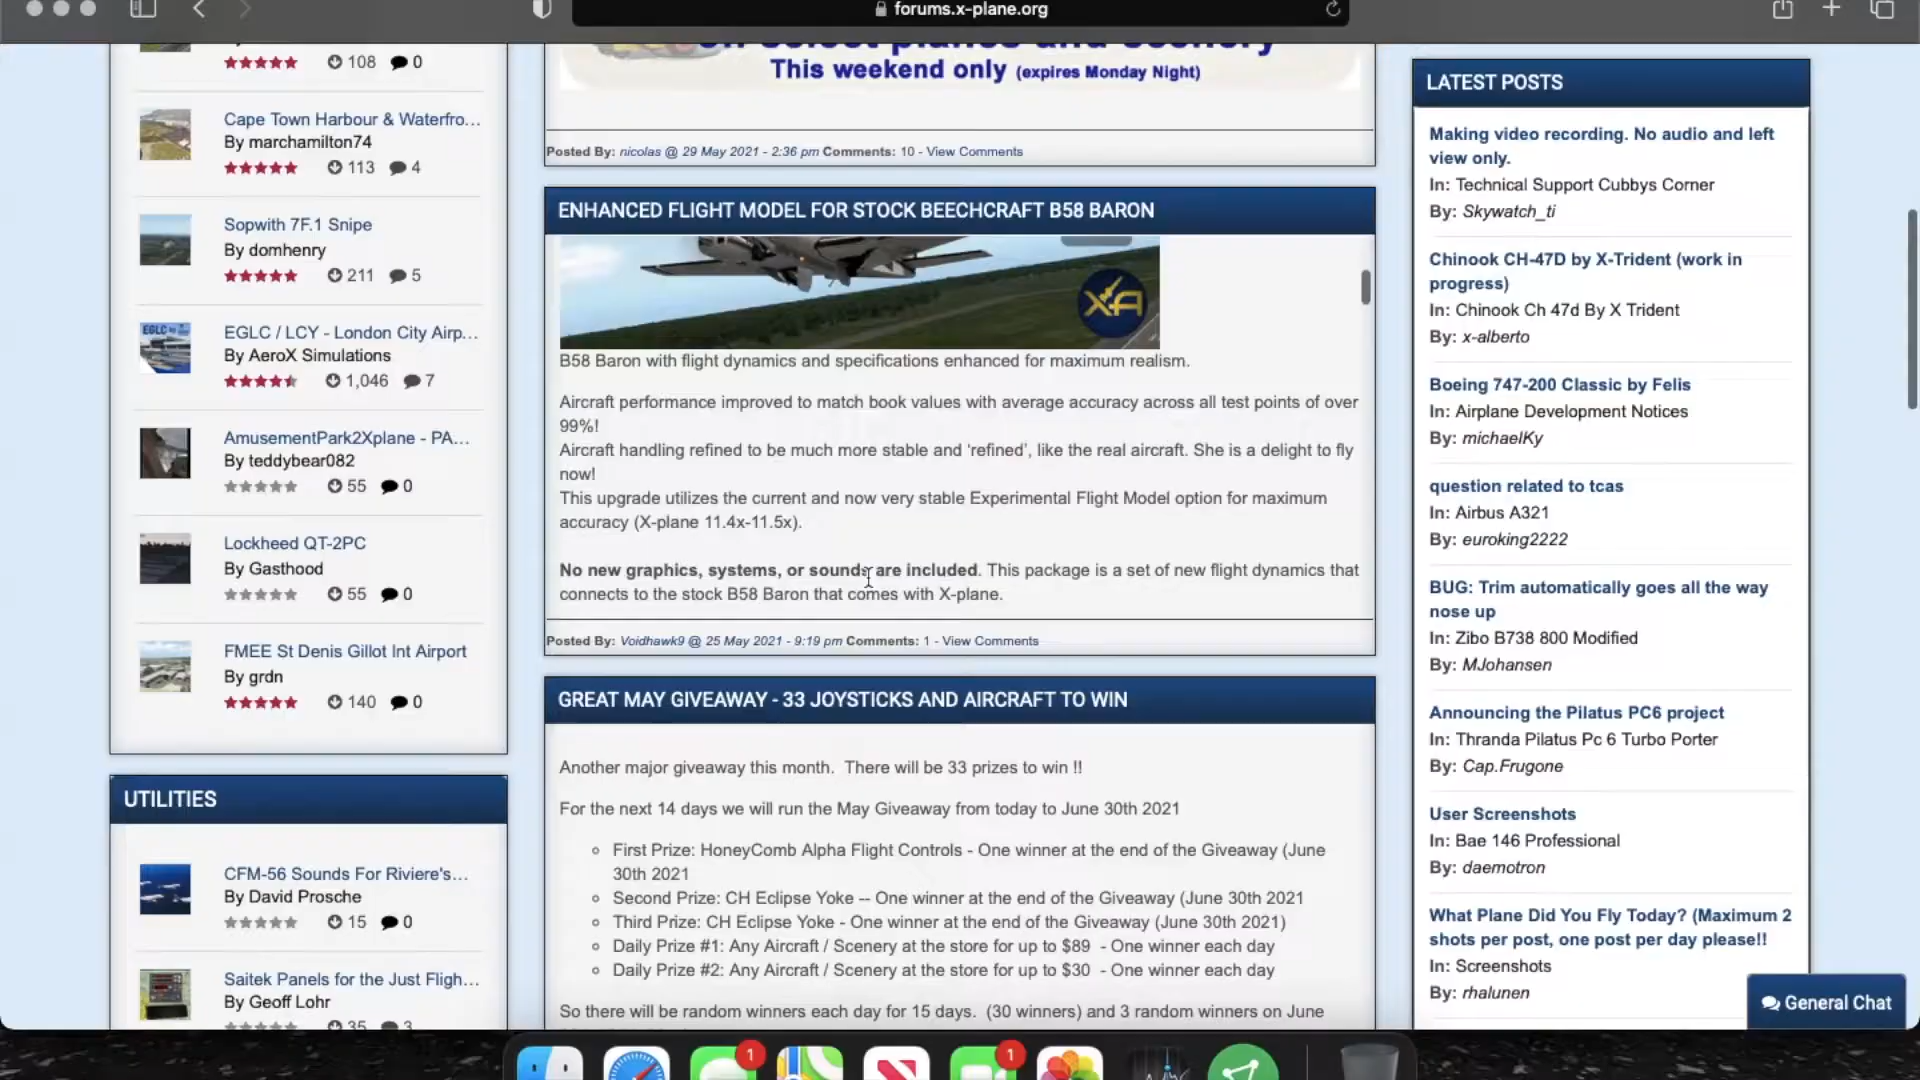 forums.x-plane.org
108 0
Cape Town Harbour & Waterfro...
By marchamilton74
113 4
Sopwith 7F.1 Snipe
By domhenry
211 5
EGLC / LCY - London City Airp...
By AeroX Simulations
1,046 7
AmusementPark2Xplane - PA...
By teddybear082
55 0
Lockheed QT-2PC
By Gasthood
55 0
FMEE St Denis Gillot Int Airport
By grdn
140 0
UTILITIES
CFM-56 Sounds For Riviere's...
By David Prosche
15 0
Saitek Panels for the Just Fligh...
By Geoff Lohr
35 3
on select planes and scenery
This weekend only (expires Monday Night)
Posted By: nicolas @ 29 May 2021 - 2:36 pm Comments: 10 - View Comments
ENHANCED FLIGHT MODEL FOR STOCK BEECHCRAFT B58 BARON
XA
B58 Baron with flight dynamics and specifications enhanced for maximum realism.
Aircraft performance improved to match book values with average accuracy across all test points of over
99%!
Aircraft handling refined to be much more stable and ‘refined’, like the real aircraft. She is a delight to fly
now!
This upgrade utilizes the current and now very stable Experimental Flight Model option for maximum
accuracy (X-plane 11.4x-11.5x).
No new graphics, systems, or sounds are included. This package is a set of new flight dynamics that
connects to the stock B58 Baron that comes with X-plane.
Posted By: Voidhawk9 @ 25 May 2021 - 9:19 pm Comments: 1 - View Comments
GREAT MAY GIVEAWAY - 33 JOYSTICKS AND AIRCRAFT TO WIN
Another major giveaway this month. There will be 33 prizes to win !!
For the next 14 days we will run the May Giveaway from today to June 30th 2021
First Prize: HoneyComb Alpha Flight Controls - One winner at the end of the Giveaway (June
30th 2021
Second Prize: CH Eclipse Yoke -- One winner at the end of the Giveaway (June 30th 2021
Third Prize: CH Eclipse Yoke - One winner at the end of the Giveaway (June 30th 2021)
Daily Prize #1: Any Aircraft / Scenery at the store for up to $89 - One winner each day
Daily Prize #2: Any Aircraft / Scenery at the store for up to $30 - One winner each day
So there will be random winners each day for 15 days. (30 winners) and 3 random winners on June
LATEST POSTS
Making video recording. No audio and left
view only.
In: Technical Support Cubbys Corner
By: Skywatch_ti
Chinook CH-47D by X-Trident (work in
progress)
In: Chinook Ch 47d By X Trident
By: x-alberto
Boeing 747-200 Classic by Felis
In: Airplane Development Notices
By: michaelKy
question related to tcas
In: Airbus A321
By: euroking2222
BUG: Trim automatically goes all the way
nose up
In: Zibo B738 800 Modified
By: MJohansen
Announcing the Pilatus PC6 project
In: Thranda Pilatus Pc 6 Turbo Porter
By: Cap.Frugone
User Screenshots
In: Bae 146 Professional
By: daemotron
What Plane Did You Fly Today? (Maximum 2
shots per post, one post per day please!!
In: Screenshots
By: rhalunen
General Chat
1
1